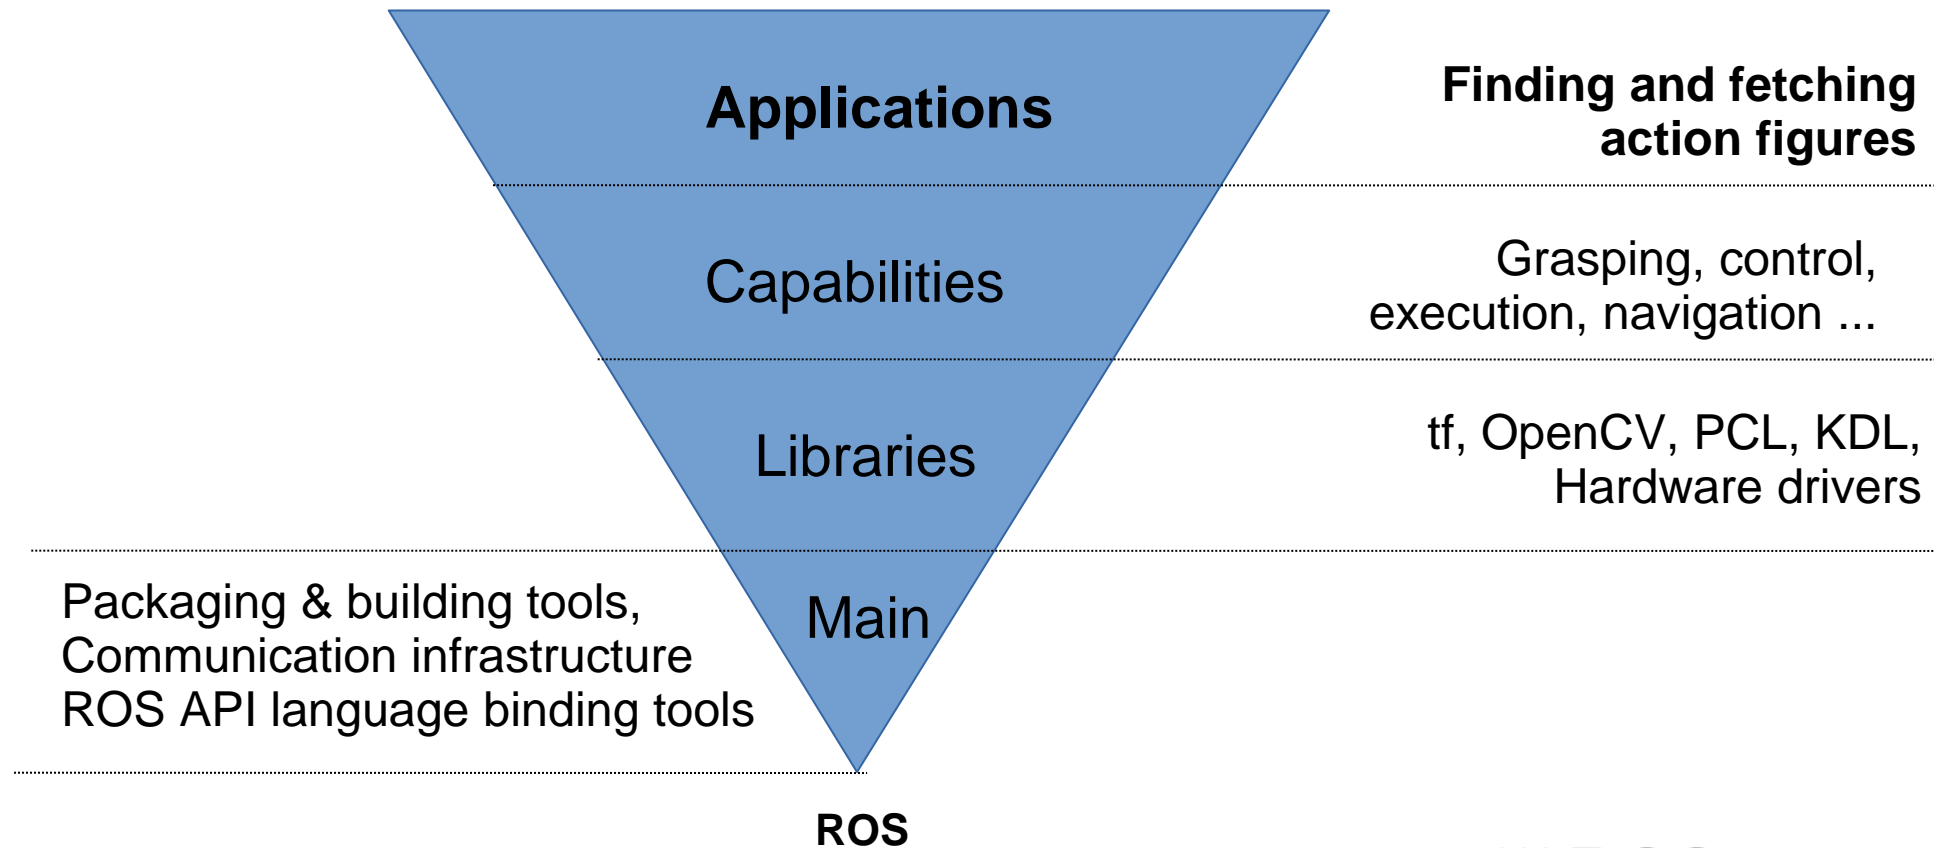 Applications
Finding and fetching
action figures
Capabilities
Grasping, control,
execution, navigation ...
Libraries
tf, OpenCV, PCL, KDL,
Hardware drivers
Packaging & building tools,
Communication infrastructure
ROS API language binding tools
Main
ROS